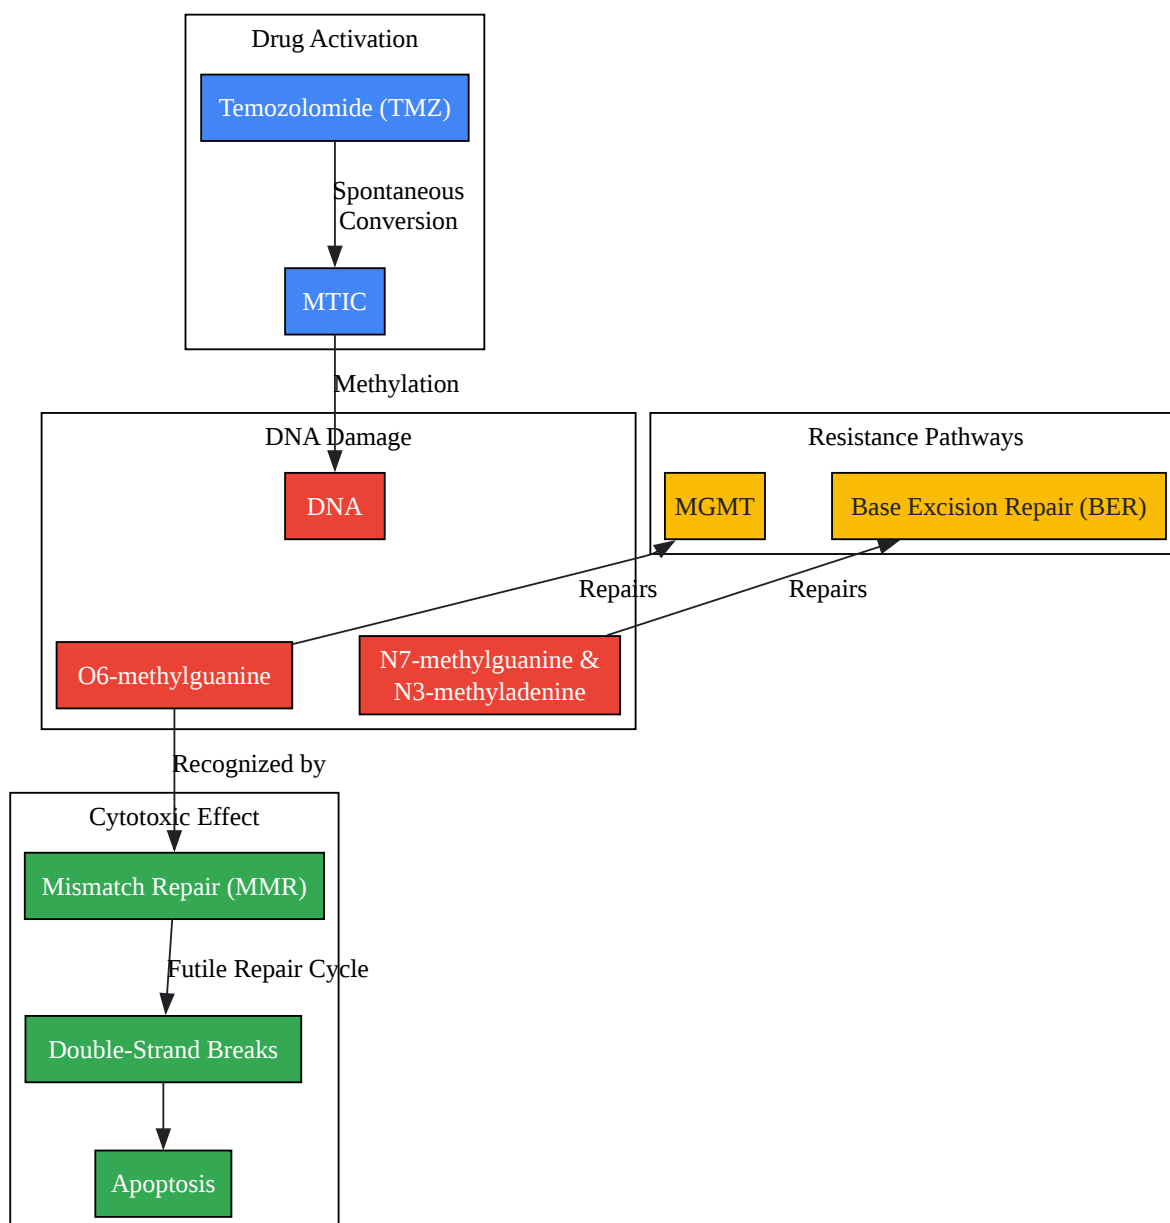 Drug Activation
Temozolomide (TMZ)
Spontaneous
Conversion
MTIC
Methylation
DNA Damage
Resistance Pathways
DNA
MGMT
Base Excision Repair (BER)
Repairs
Repairs
O6-methylguanine
N7-methylguanine &
N3-methyladenine
Recognized by
Cytotoxic Effect
Mismatch Repair (MMR)
Futile Repair Cycle
Double-Strand Breaks
Apoptosis